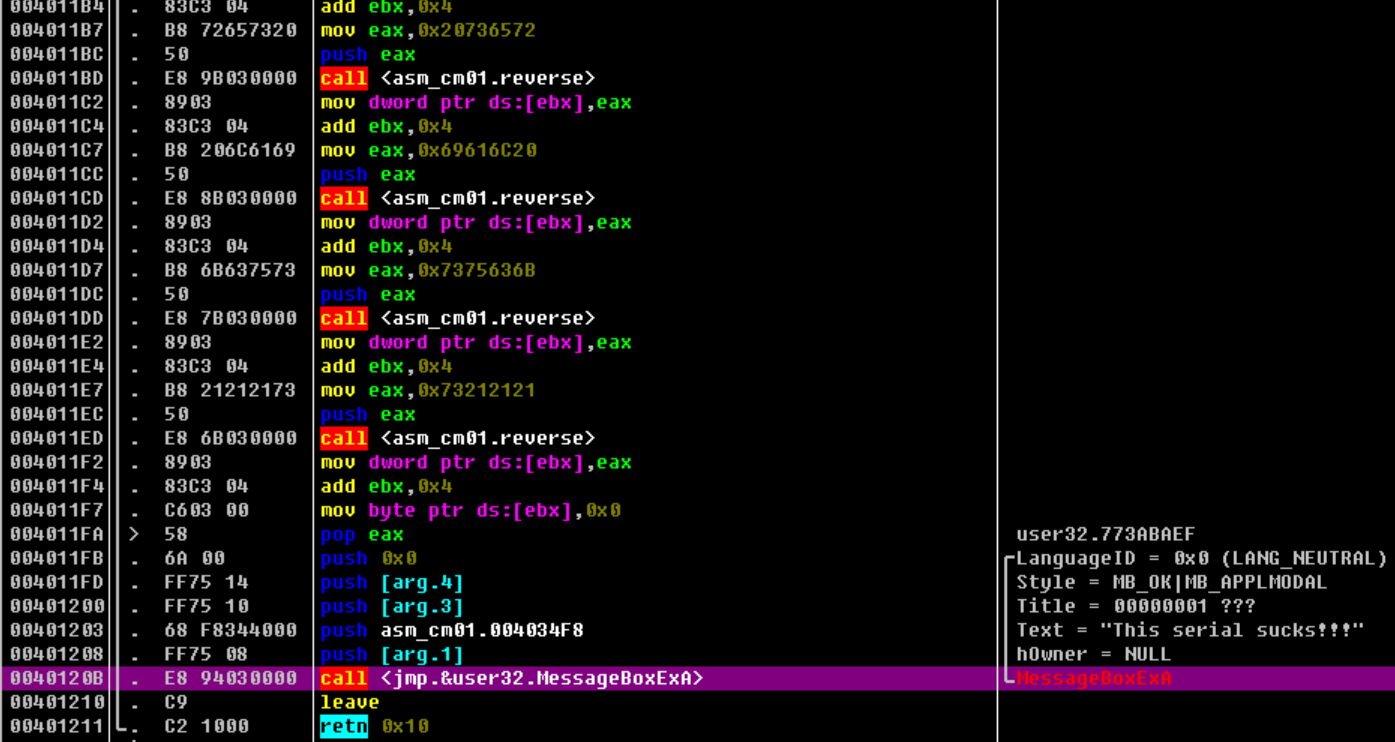 004011B4 . 83C3 04 add ebx,0x4
004011B7 . B8 72657320 mov eax,0x20736572
004011BC . 50 push eax
004011BD . E8 9B030000 call <asm_cm01.reverse>
004011C2 . 8903 mov dword ptr ds:[ebx],eax
004011C4 . 83C3 04 add ebx,0x4
004011C7 . B8 206C6169 mov eax,0x69616C20
004011CC . 50 push eax
004011CD . E8 8B030000 call <asm_cm01.reverse>
004011D2 . 8903 mov dword ptr ds:[ebx],eax
004011D4 . 83C3 04 add ebx,0x4
004011D7 . B8 6B637573 mov eax,0x7375636B
004011DC . 50 push eax
004011DD . E8 7B030000 call <asm_cm01.reverse>
004011E2 . 8903 mov dword ptr ds:[ebx],eax
004011E4 . 83C3 04 add ebx,0x4
004011E7 . B8 21212173 mov eax,0x73212121
004011EC . 50 push eax
004011ED . E8 6B030000 call <asm_cm01.reverse>
004011F2 . 8903 mov dword ptr ds:[ebx],eax
004011F4 . 83C3 04 add ebx,0x4
004011F7 . C603 00 mov byte ptr ds:[ebx],0x0
004011FA > 58 pop eax user32.773ABAEF
004011FB . 6A 00 push 0x0 LanguageID = 0x0 (LANG_NEUTRAL)
004011FD . FF75 14 push [arg.4] Style = MB_OK|MB_APPLMODAL
00401200 . FF75 10 push [arg.3] Title = 00000001 ???
00401203 . 68 F8344000 push asm_cm01.004034F8 Text = "This serial sucks!!!"
00401208 . FF75 08 push [arg.1] hOwner = NULL
0040120B . E8 94030000 call <jmp.&user32.MessageBoxExA> MessageBoxExA
00401210 . C9 leave
00401211 . C2 1000 retn 0x10